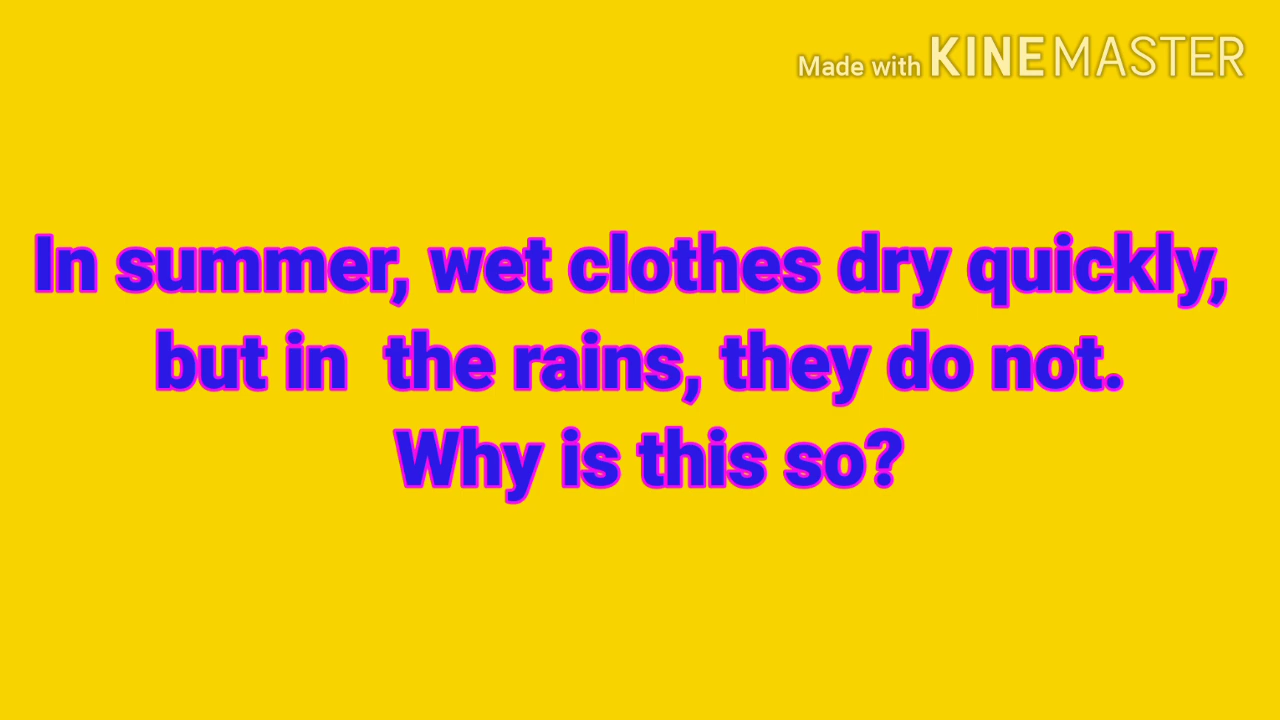 Made with KINEMASTER
In summer, wet clothes dry quickly,
but in the rains, they do not.
Why is this so?